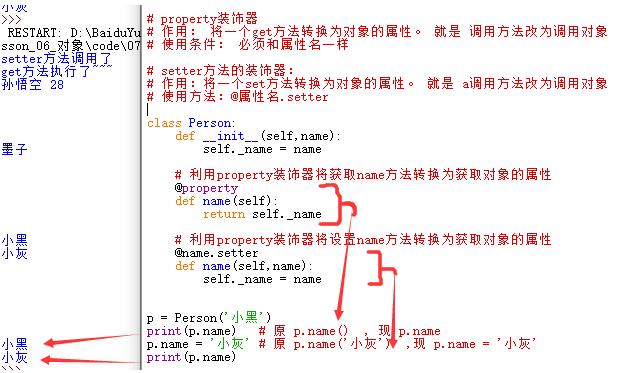 小灰
>>>
RESTART: D:\BaiduYu
sson_06_对象\code\07
setter方法调用了
get方法执行了~~~
孙悟空 28
墨子
小黑
小灰
小黑
小灰
>>>
# property装饰器
# 作用： 将一个get方法转换为对象的属性。 就是 调用方法改为调用对象
# 使用条件： 必须和属性名一样
# setter方法的装饰器：
# 作用：将一个set方法转换为对象的属性。 就是 a调用方法改为调用对象
# 使用方法：@属性名.setter
class Person:
def __init__(self,name):
self._name = name
# 利用property装饰器将获取name方法转换为获取对象的属性
@property
def name(self):
return self._name
# 利用property装饰器将设置name方法转换为获取对象的属性
@name.setter
def name(self,name):
self._name = name
p = Person('小黑')
print(p.name) # 原 p.name() , 现 p.name
p.name = '小灰' # 原 p.name('小灰') ,现 p.name = '小灰'
print(p.name)